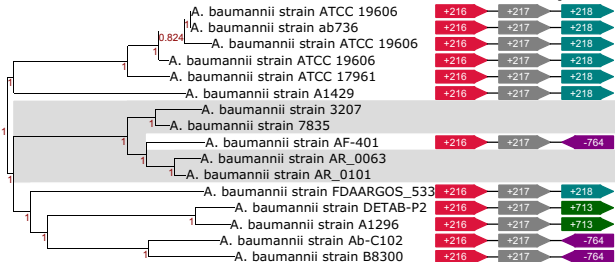 A. baumannii strain ATCC 19606 +216 +217 +218
A. baumannii strain ab736 +216 +217 +218
0.824
A. baumannii strain ATCC 19606 +216 +217 +218
1
A. baumannii strain ATCC 19606 +216 +217 +218
1
A. baumannii strain ATCC 17961 +216 +217 +218
1
A. baumannii strain A1429 +216 +217 +218
A. baumannii strain 3207
1
A. baumannii strain 7835
1
A. baumannii strain AF-401 +216 +217 -764
1
A. baumannii strain AR_0063
1
A. baumannii strain AR_0101
1
A. baumannii strain FDAARGOS_533 +216 +217 +218
1
A. baumannii strain DETAB-P2 +216 +217 +713
1
A. baumannii strain A1296 +216 +217 +713
1
A. baumannii strain Ab-C102 +216 +217 -764
1
A. baumannii strain B8300 +216 +217 -764